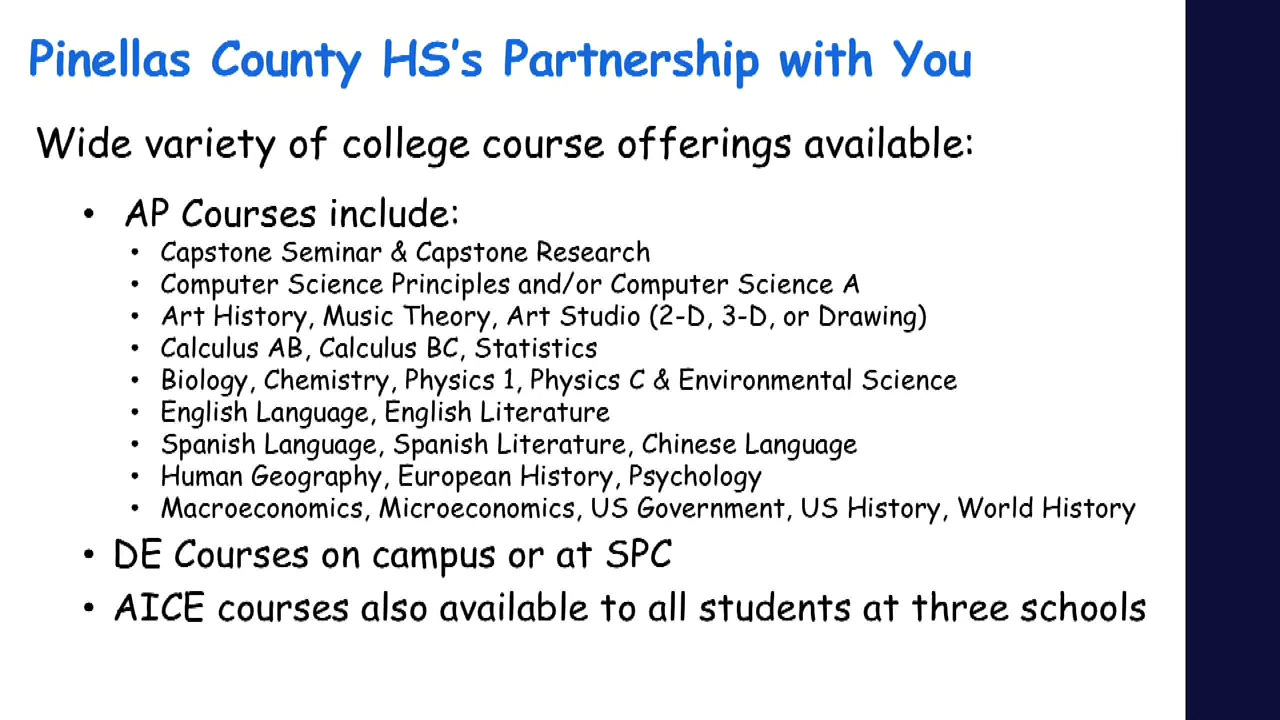 Pinellas County HS's Partnership with You
Wide variety of college course offerings available:
• AP Courses include:
• Capstone Seminar & Capstone Research
• Computer Science Principles and/or Computer Science A
• Art History, Music Theory, Art Studio (2-D, 3-D, or Drawing)
• Calculus AB, Calculus BC, Statistics
• Biology, Chemistry, Physics 1, Physics C & Environmental Science
• English Language, English Literature
• Spanish Language, Spanish Literature, Chinese Language
• Human Geography, European History, Psychology
• Macroeconomics, Microeconomics, US Government, US History, World History
• DE Courses on campus or at SPC
• AICE courses also available to all students at three schools